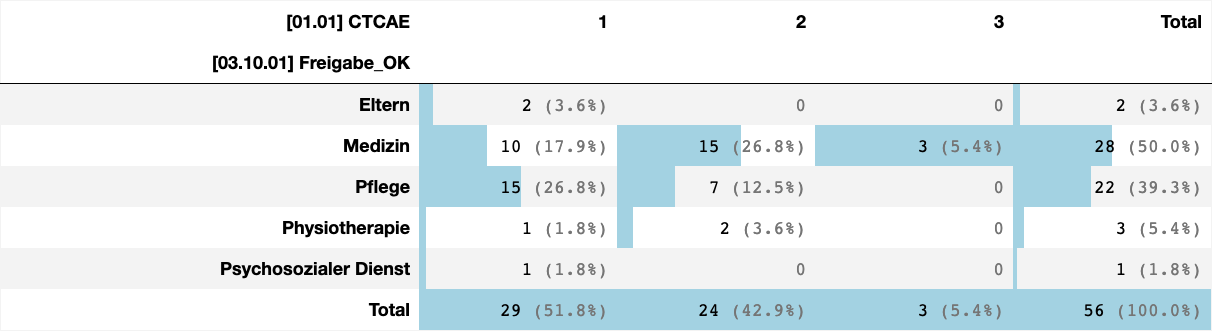 [01.01] CTCAE 1 2 3 Total
[03.10.01] Freigabe_OK
Eltern 2 (3.6%) 0 0 2 (3.6%)
Medizin 10 (17.9%) 15 (26.8%) 3 (5.4%) 28 (50.0%)
Pflege 15 (26.8%) 7 (12.5%) 0 22 (39.3%)
Physiotherapie 1 (1.8%) 2 (3.6%) 0 3 (5.4%)
Psychosozialer Dienst 1 (1.8%) 0 0 1 (1.8%)
Total 29 (51.8%) 24 (42.9%) 3 (5.4%) 56 (100.0%)